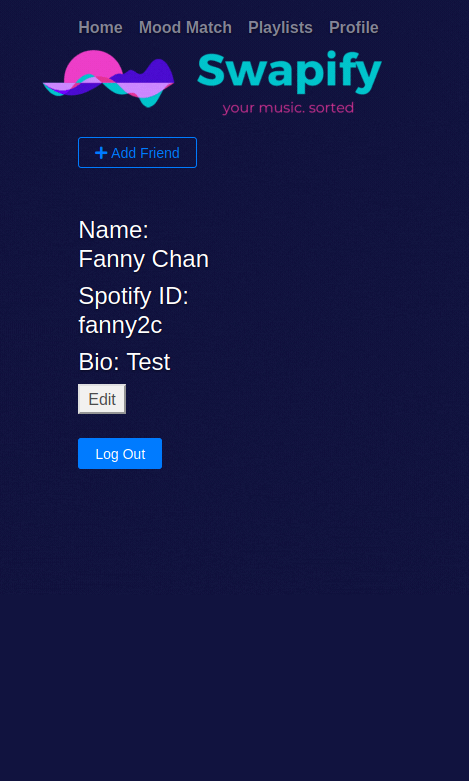 Home Mood Match Playlists Profile
Swapify
your music. sorted
Add Friend
Name:
Fanny Chan
Spotify ID:
fanny2c
Bio: Test
Edit
Log Out